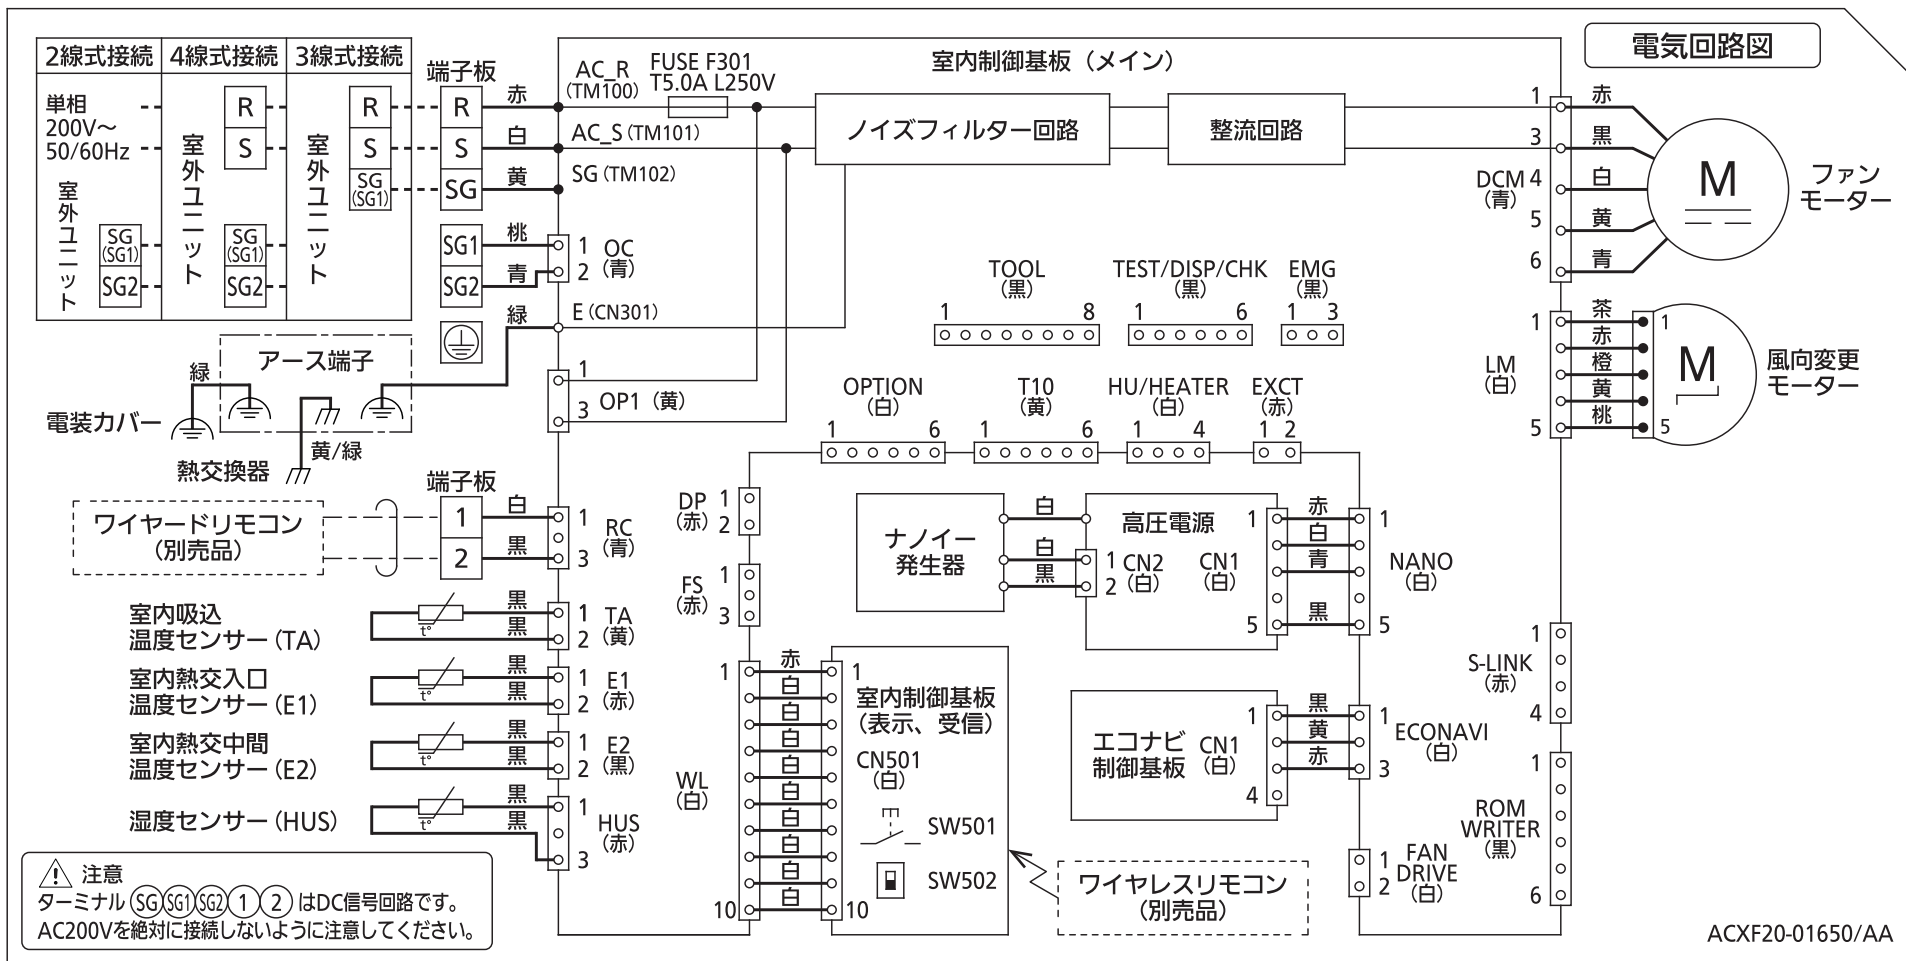 電気回路図
2線式接続 4線式接続 3線式接続
単相
200V～
50/60Hz
室外ユニット
SG
(SG1)
SG2
室外ユニット
R
S
SG
(SG1)
SG2
室外ユニット
R
S
SG
(SG1)
端子板
R 赤
S 白
SG 黄
SG1 桃
SG2 青
緑
AC_R
(TM100)
FUSE F301
T5.0A L250V
AC_S (TM101)
SG (TM102)
1 OC
2 (青)
E (CN301)
1
3 OP1 (黄)
室内制御基板 (メイン)
ノイズフィルター回路
整流回路
1 赤
3 黒
DCM 4 白
(青)
5 黄
6 青
M
ファン
モーター
1 茶 1
赤
LM 橙
(白)
黄
5 桃 5
M
風向変更
モーター
アース端子
緑
電装カバー
黄/緑
熱交換器
TOOL
(黒)
1 8
TEST/DISP/CHK
(黒)
1 6
EMG
(黒)
1 3
OPTION
(白)
1 6
T10
(黄)
1 6
HU/HEATER
(白)
1 4
EXCT
(赤)
1 2
ワイヤードリモコン
(別売品)
端子板
1 白
2 黒
1 RC
3 (青)
室内吸込
温度センサー (TA)
t°
黒
黒
1 TA
2 (黄)
室内熱交入口
温度センサー (E1)
t°
黒
黒
1 E1
2 (赤)
室内熱交中間
温度センサー (E2)
t°
黒
黒
1 E2
2 (黒)
湿度センサー (HUS)
t°
黒
黒
1 HUS
(赤)
3
DP 1
(赤) 2
FS 1
(赤) 3
ナノイー
発生器
白
白
黒
高圧電源
1 CN2
2 (白)
CN1
(白)
1 赤 1
白
青
5 黒 5
NANO
(白)
WL
(白)
1 赤 1
白
白
白
白
白
白
白
白
10 白 10
室内制御基板
(表示、受信)
CN501
(白)
SW501
SW502
ワイヤレスリモコン
(別売品)
エコナビ
制御基板
CN1
(白)
1 黒 1
黄
赤 3
4
ECONAVI
(白)
1 FAN
2 DRIVE
(白)
S-LINK
(赤)
1
4
ROM
WRITER
(黒)
1
6
注意
ターミナル SG SG1 SG2 1 2 はDC信号回路です。
AC200Vを絶対に接続しないように注意してください。
ACXF20-01650/AA